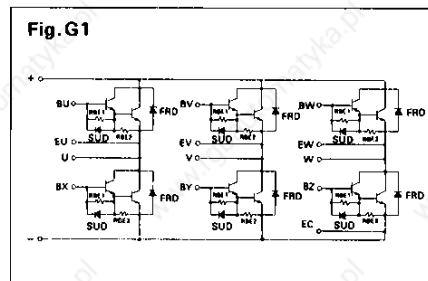 Fig.G1
+
BU RBE1 RBE2 SUD FRD
BV RBE1 RBE2 SUD FRD
BW RBE1 RBE2 SUD FRD
EU EV EW
U V W
BX RBE1 RBE2 SUD FRD
BY RBE1 RBE2 SUD FRD
BZ RBE1 SUD FRD
EC
-